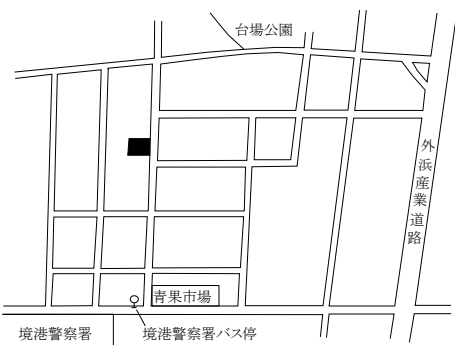 台場公園
外浜産業道路
青果市場
境港警察署
境港警察署バス停